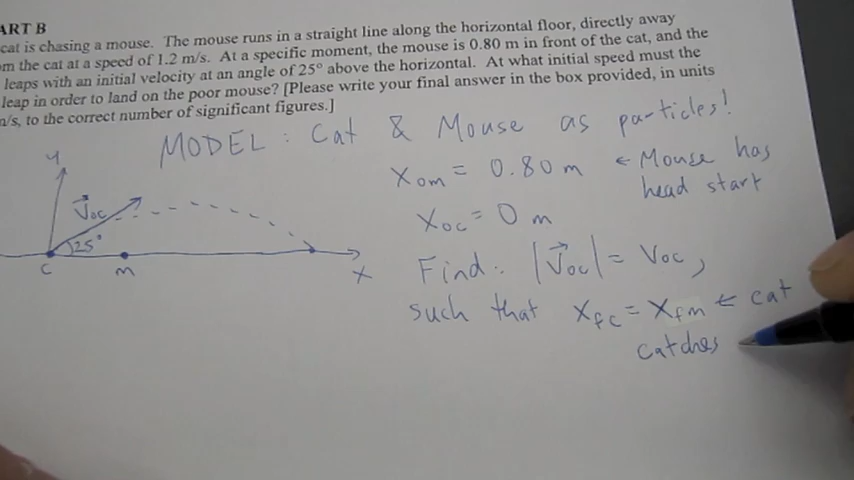 ART B
cat is chasing a mouse. The mouse runs in a straight line along the horizontal floor, directly away
m the cat at a speed of 1.2 m/s. At a specific moment, the mouse is 0.80 m in front of the cat, and the
leaps with an initial velocity at an angle of 25° above the horizontal. At what initial speed must the
leap in order to land on the poor mouse? [Please write your final answer in the box provided, in units
n/s, to the correct number of significant figures.]
MODEL: Cat & Mouse as particles!
y
V⃗oc
25°
C
m
x
Xom = 0.80 m ← Mouse has
head start
Xoc = 0 m
Find: |V⃗oc| = Voc,
such that Xfc = Xfm ← cat
catches